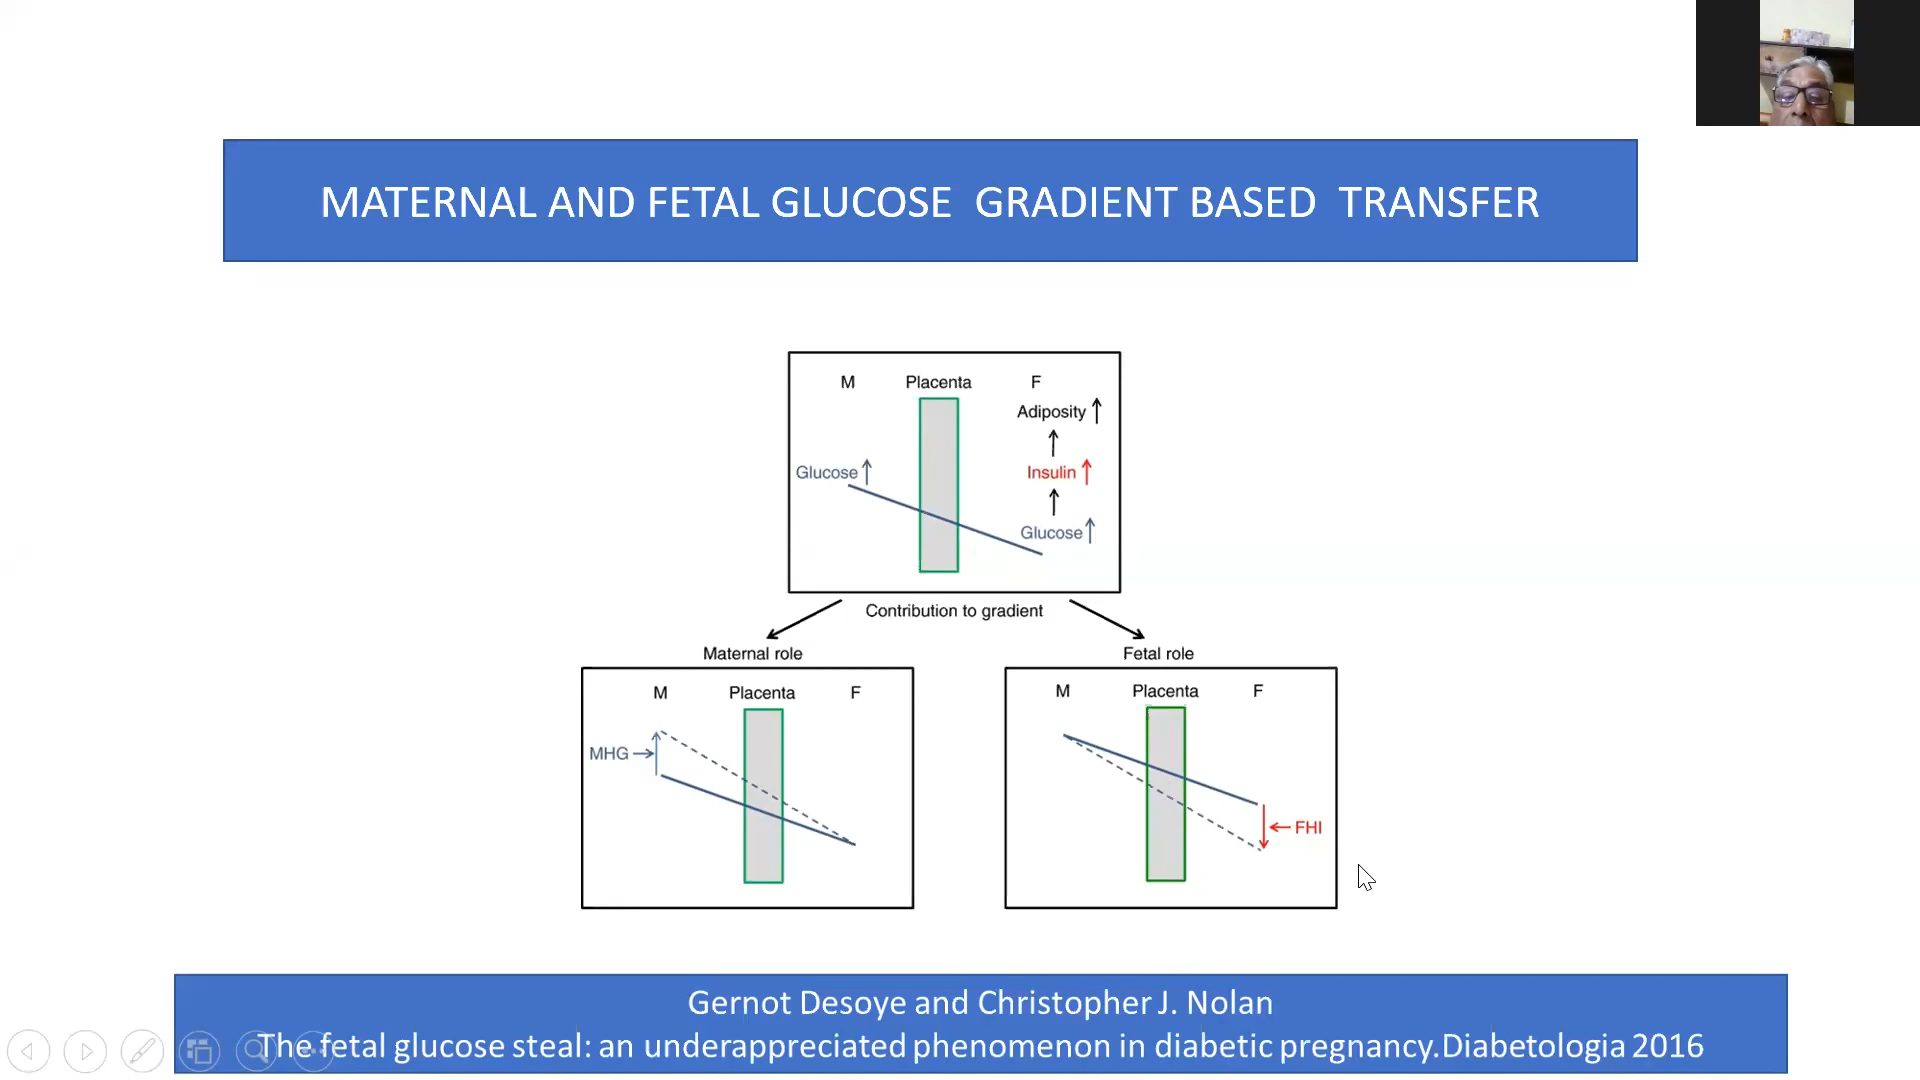 MATERNAL AND FETAL GLUCOSE GRADIENT BASED TRANSFER
M Placenta F
Adiposity ↑
Glucose ↑ Insulin ↑
Glucose ↑
Contribution to gradient
Maternal role
Fetal role
M Placenta F
MHG
M Placenta F
FHI
Gernot Desoye and Christopher J. Nolan
The fetal glucose steal: an underappreciated phenomenon in diabetic pregnancy.Diabetologia 2016